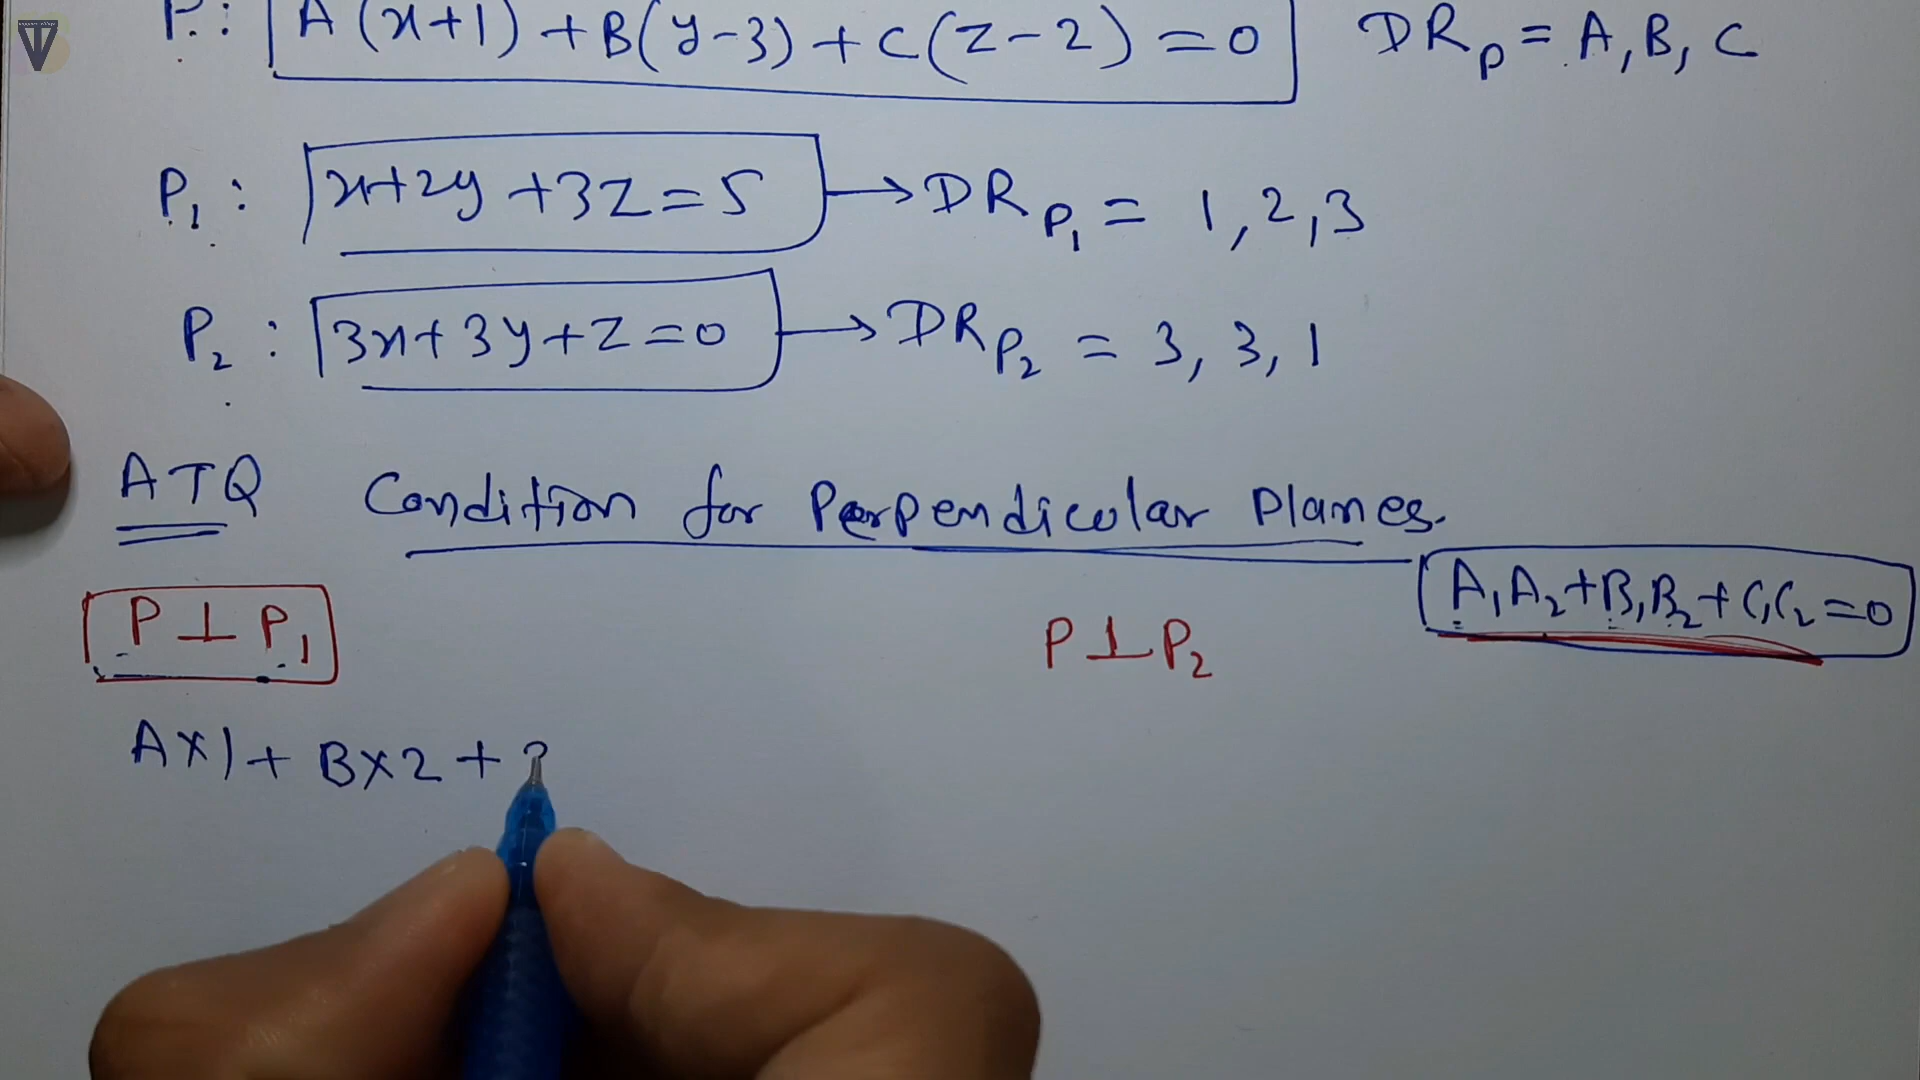 P: A(x+1)+B(y-3)+C(z-2)=0 DRp = A, B, C
P₁: x+2y+3z=5 → DRp₁ = 1, 2, 3
P₂: 3x+3y+z=0 → DRp₂ = 3, 3, 1
ATQ Condition for Perpendicular Planes.
A₁A₂+B₁B₂+C₁C₂=0
P⊥P₁ P⊥P₂
A×1+B×2+